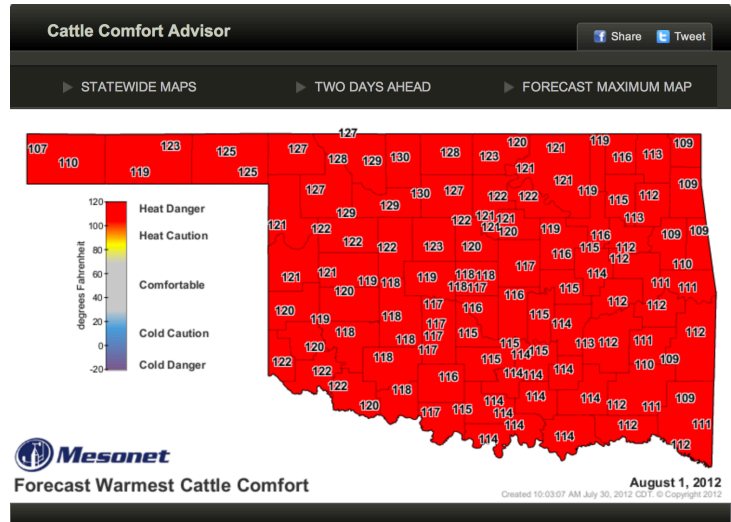 Cattle Comfort Advisor
Share Tweet
STATEWIDE MAPS TWO DAYS AHEAD FORECAST MAXIMUM MAP
127
107 123 125 127 128 129 130 128 123 120 121 119 116 113 109
110 119 125 121
127 129 129 130 127 122 122 121 119 115 112 109
121 122 122 122 123 122 121 121 121 120 120 119 116 113 109 109
115 112 112 116 117 110
121 121 120 119 118 119 118 118 118 117 116 115 114 111 111
120 119 118 118 117 116 115 114 112 112
117 117 117 118 115 115 113 112 111 112
120 118 115 114 115 110 109
122 122 122 118 116 114 114 114
120 117 115 114 114 114 114 112 111 109
114 114 114 112 111 112
120 Heat Danger
100 Heat Caution
80
60
40 Comfortable
20
0 Cold Caution
-20 Cold Danger
degrees Fahrenheit
Mesonet
Forecast Warmest Cattle Comfort
August 1, 2012
Created 10:03:07 AM July 30, 2012 CDT. © Copyright 2012